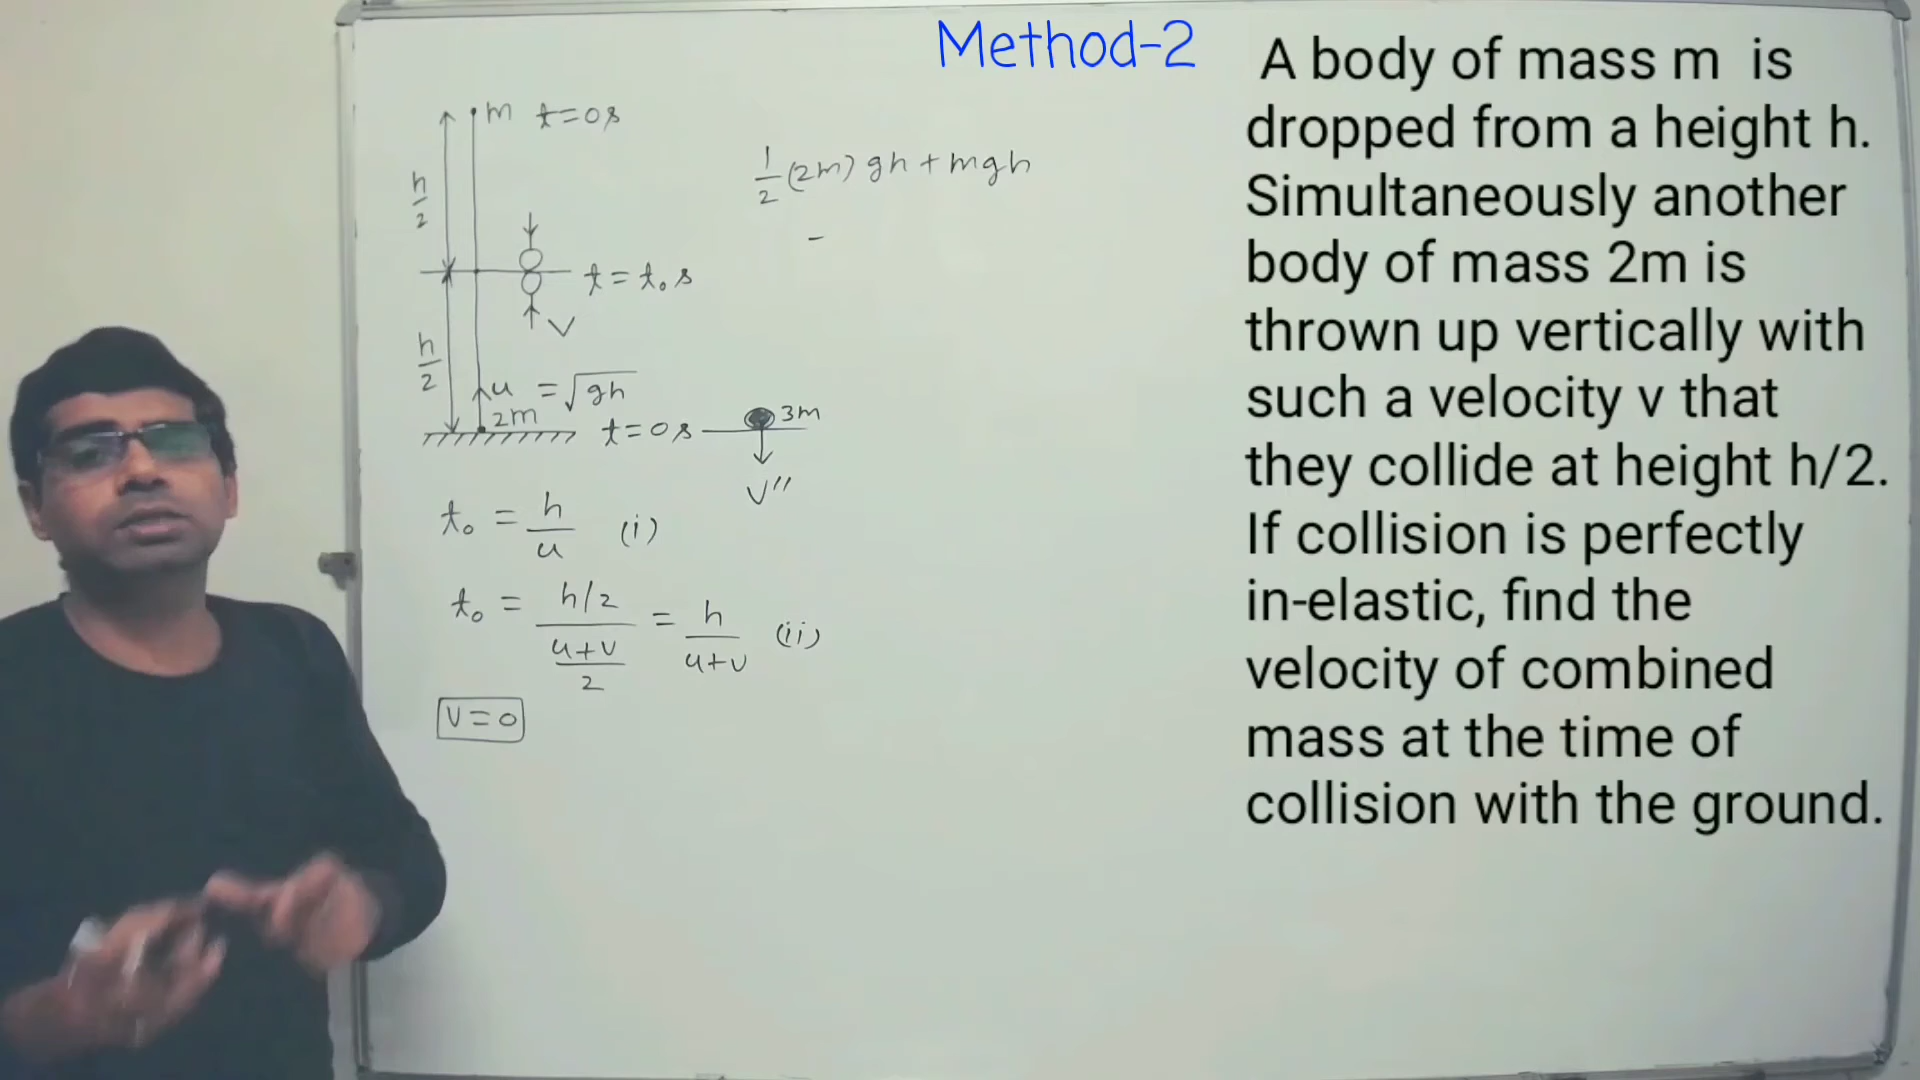 Method-2
A body of mass m is
dropped from a height h.
Simultaneously another
body of mass 2m is
thrown up vertically with
such a velocity v that
they collide at height h/2.
If collision is perfectly
in-elastic, find the
velocity of combined
mass at the time of
collision with the ground.
m t=0s
h/2
t=t₀s
V
h/2
u =√gh
2m
t=0s
3m
V''
1/2 (2m) gh + mgh
-
t₀ = h/u (i)
t₀ = (h/2)/((u+v)/2) = h/(u+v) (ii)
V=0